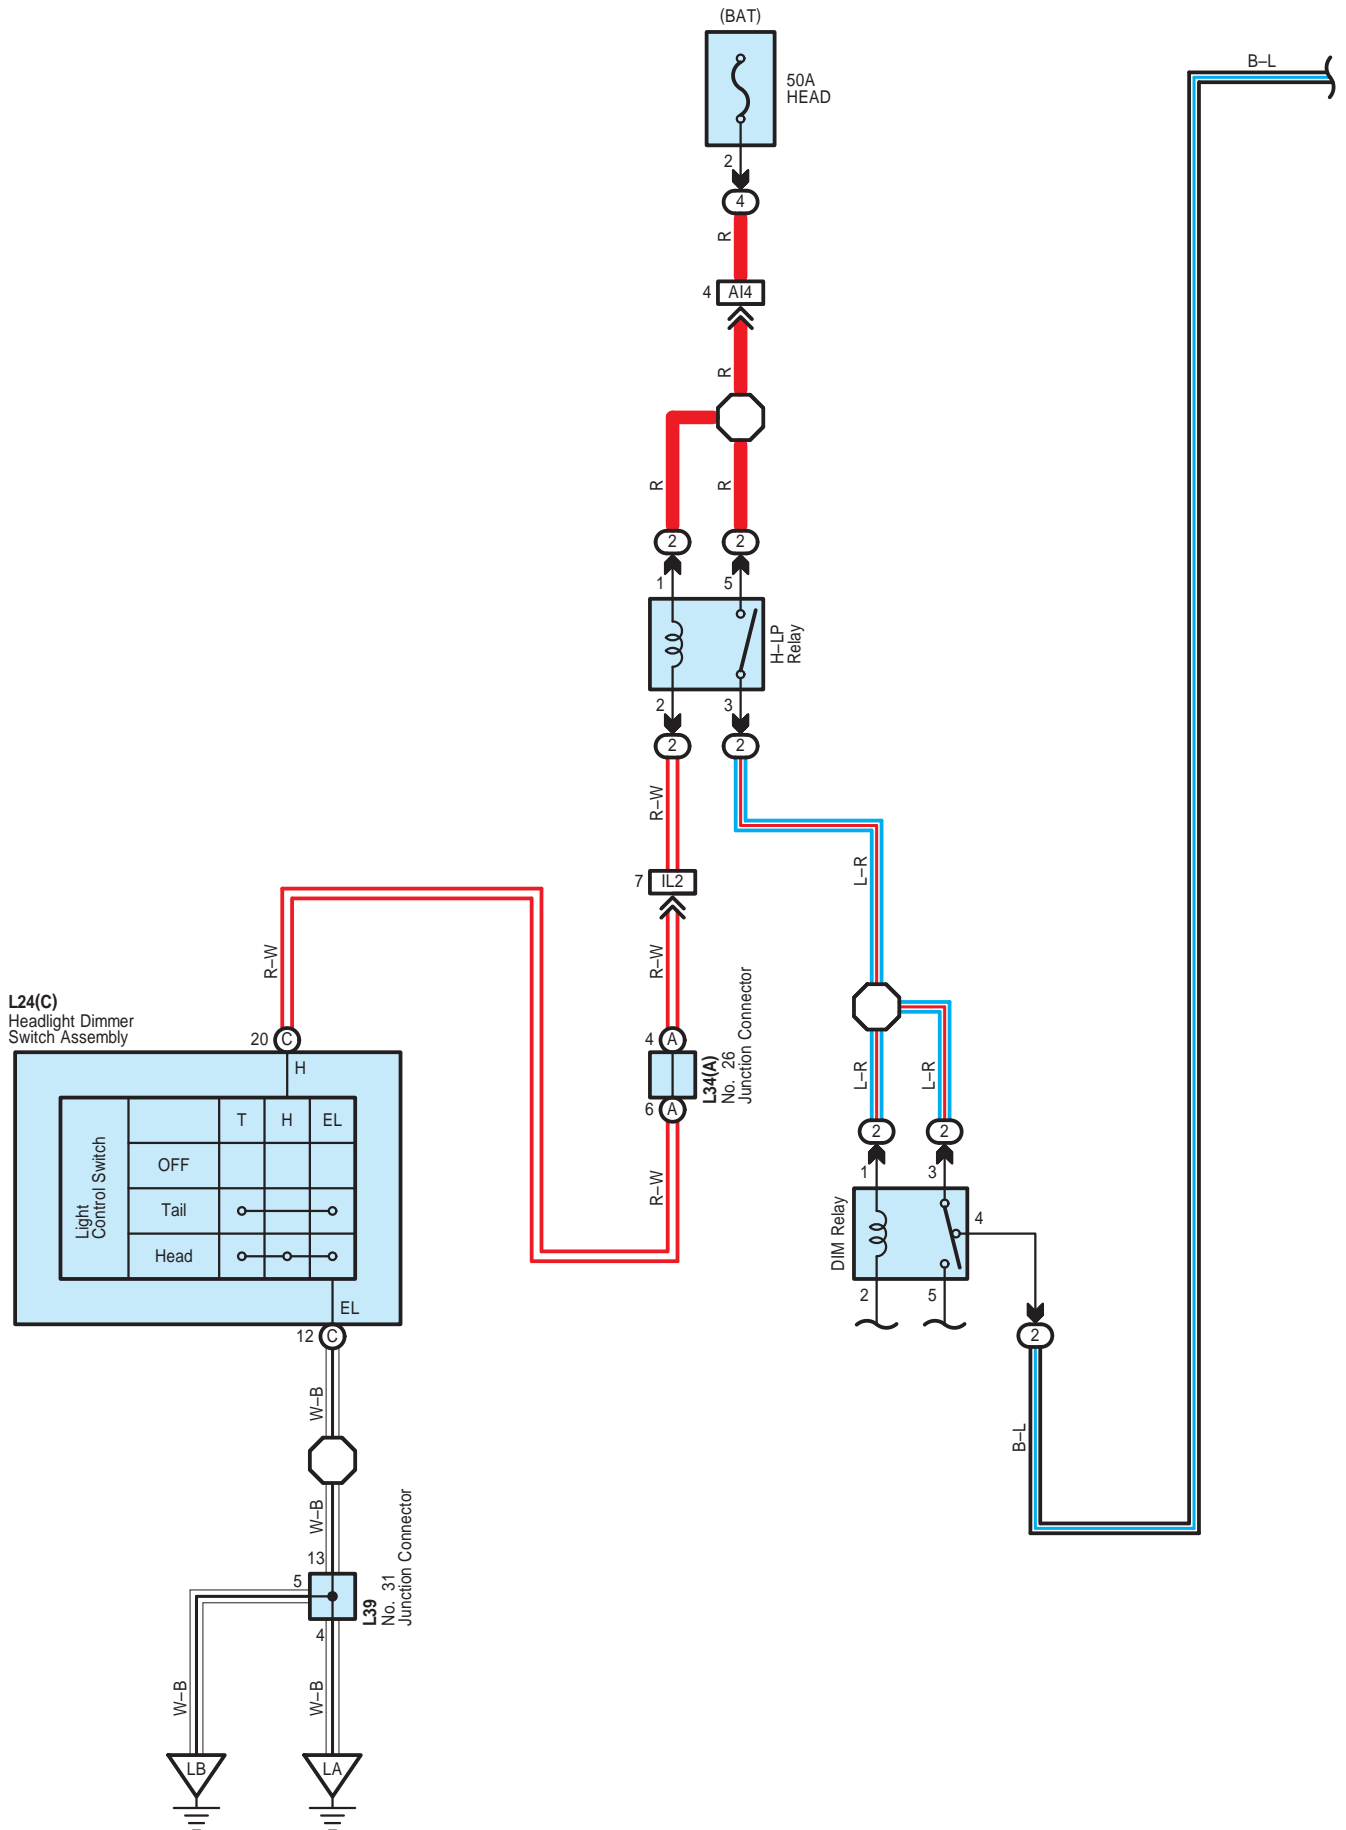 (BAT)
50A
HEAD
B–L
2
4
R
4 AI4
R
R
R
2
2
1
5
H–LP
Relay
2
3
2
2
R–W
L–R
7 IL2
R–W
R–W
L24(C)
Headlight Dimmer
Switch Assembly
20 C
H
4 A
L34(A)
No. 26
Junction Connector
6 A
L–R
L–R
2
2
Light
Control Switch
T H EL
OFF
Tail
Head
R–W
1
3
DIM Relay
4
2
5
EL
12 C
2
W–B
B–L
W–B
13
5
L39
No. 31
Junction Connector
4
W–B
W–B
LB
LA